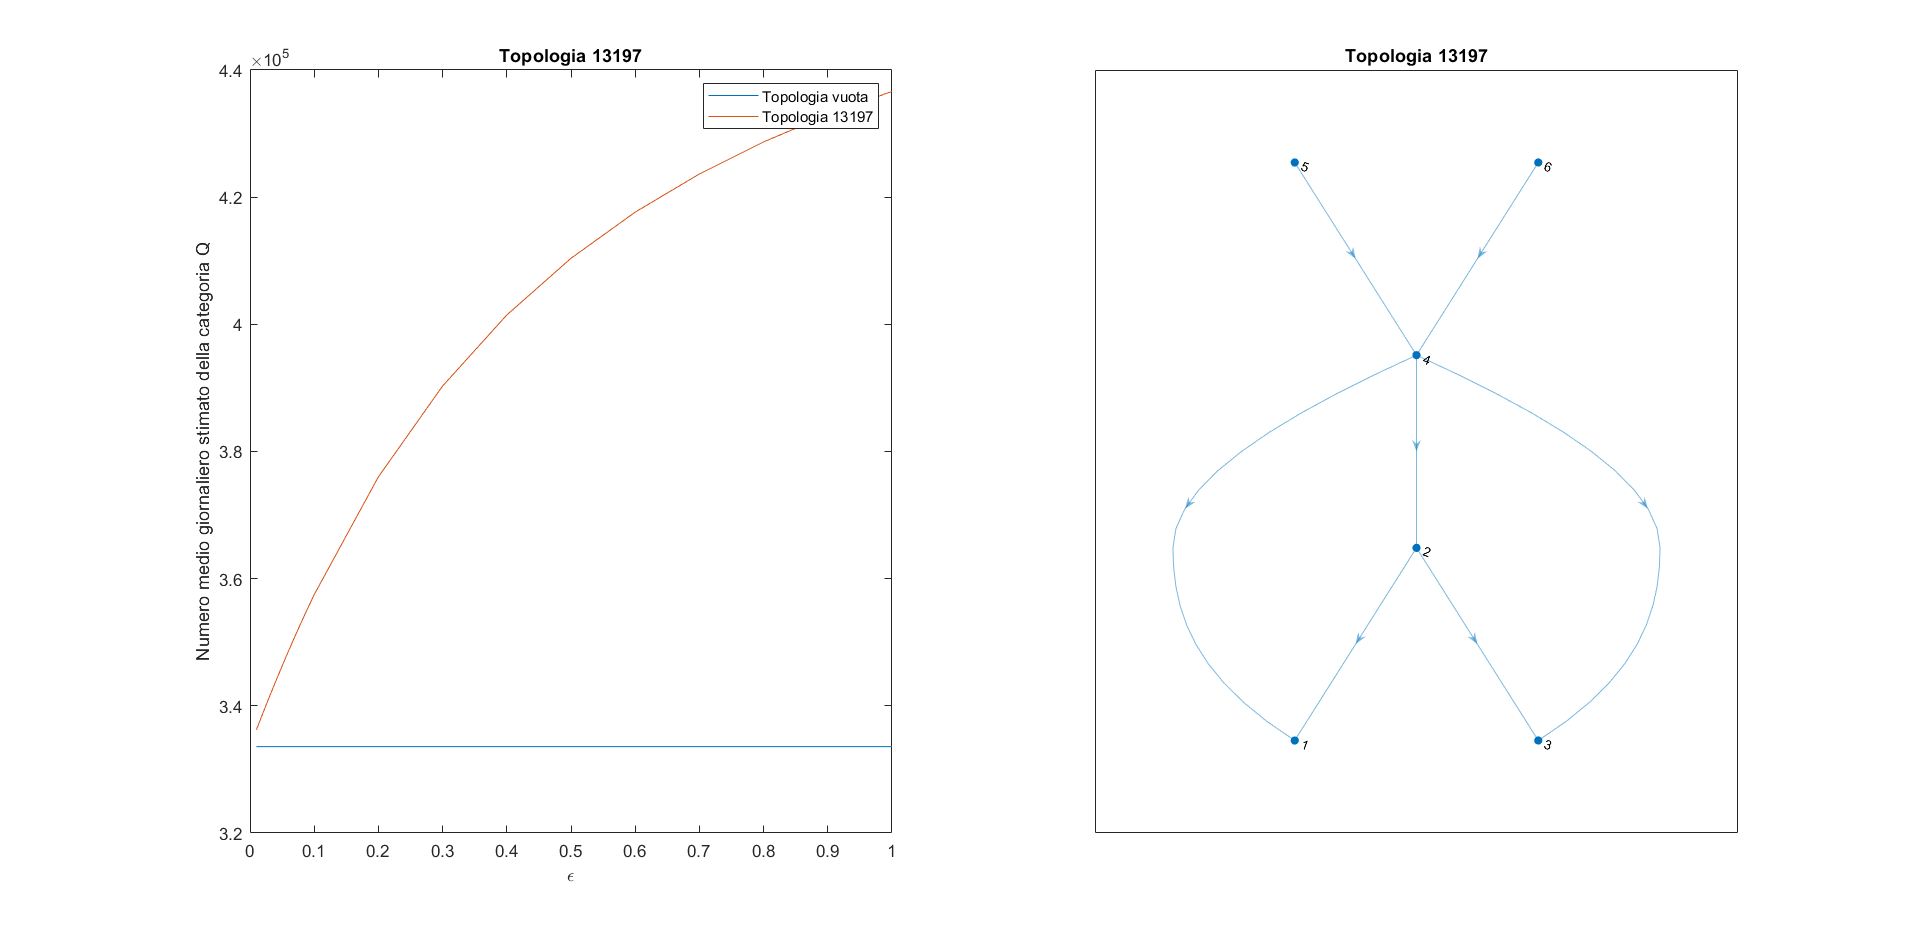 Topologia 13197
×10^5
4.4
4.2
4
3.8
3.6
3.4
3.2
Numero medio giornaliero stimato della categoria Q
Topologia vuota
Topologia 13197
0 0.1 0.2 0.3 0.4 0.5 0.6 0.7 0.8 0.9 1
ϵ
Topologia 13197
5 6
4
2
1 3